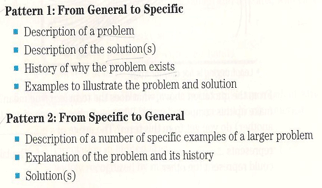 Pattern 1: From General to Specific
▪ Description of a problem
▪ Description of the solution(s)
▪ History of why the problem exists
▪ Examples to illustrate the problem and solution
Pattern 2: From Specific to General
▪ Description of a number of specific examples of a larger problem
▪ Explanation of the problem and its history
▪ Solution(s)